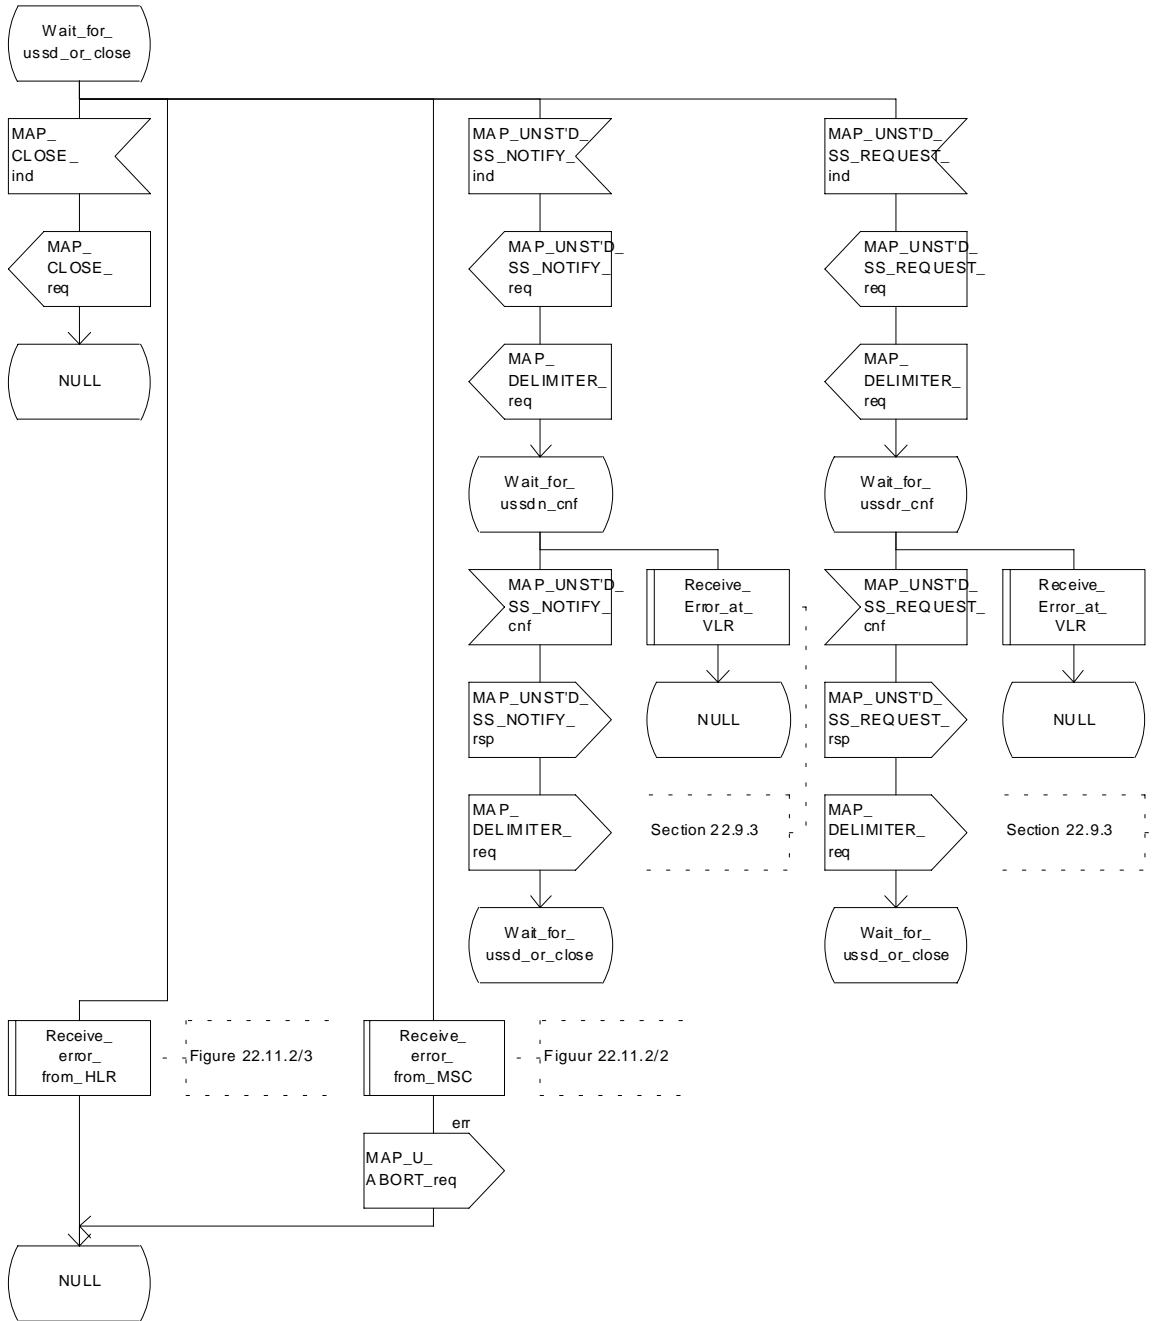 Wait_for_
ussd_or_close
MAP_
CLOSE_
ind
MAP_UNST'D_
SS_NOTIFY_
ind
MAP_UNST'D_
SS_REQUEST_
ind
MAP_
CLOSE_
req
MAP_UNST'D_
SS_NOTIFY_
req
MAP_UNST'D_
SS_REQUEST_
req
NULL
MAP_
DELIMITER_
req
MAP_
DELIMITER_
req
Wait_for_
ussdn_cnf
Wait_for_
ussdr_cnf
MAP_UNST'D_
SS_NOTIFY_
cnf
Receive_
Error_at_
VLR
MAP_UNST'D_
SS_REQUEST_
cnf
Receive_
Error_at_
VLR
MAP_UNST'D_
SS_NOTIFY_
rsp
NULL
MAP_UNST'D_
SS_REQUEST_
rsp
NULL
MAP_
DELIMITER_
req
Section 22.9.3
MAP_
DELIMITER_
req
Section 22.9.3
Wait_for_
ussd_or_close
Wait_for_
ussd_or_close
Receive_
error_
from_HLR
Figure 22.11.2/3
Receive_
error_
from_MSC
Figuur 22.11.2/2
err
MAP_U_
ABORT_req
NULL